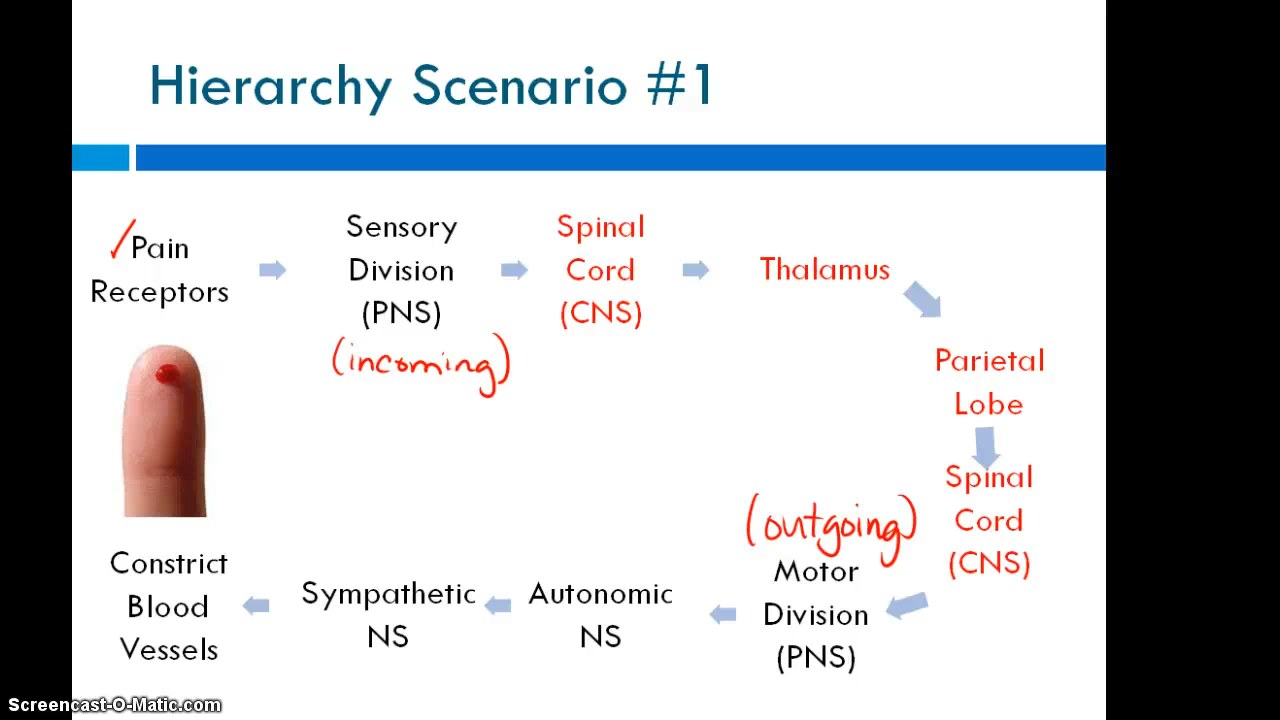 Hierarchy Scenario #1
Pain
Receptors
Sensory
Division
(PNS)
(incoming)
Spinal
Cord
(CNS)
Thalamus
Parietal
Lobe
Spinal
Cord
(CNS)
(outgoing)
Motor
Division
(PNS)
Autonomic
NS
Sympathetic
NS
Constrict
Blood
Vessels
Screencast-O-Matic.com